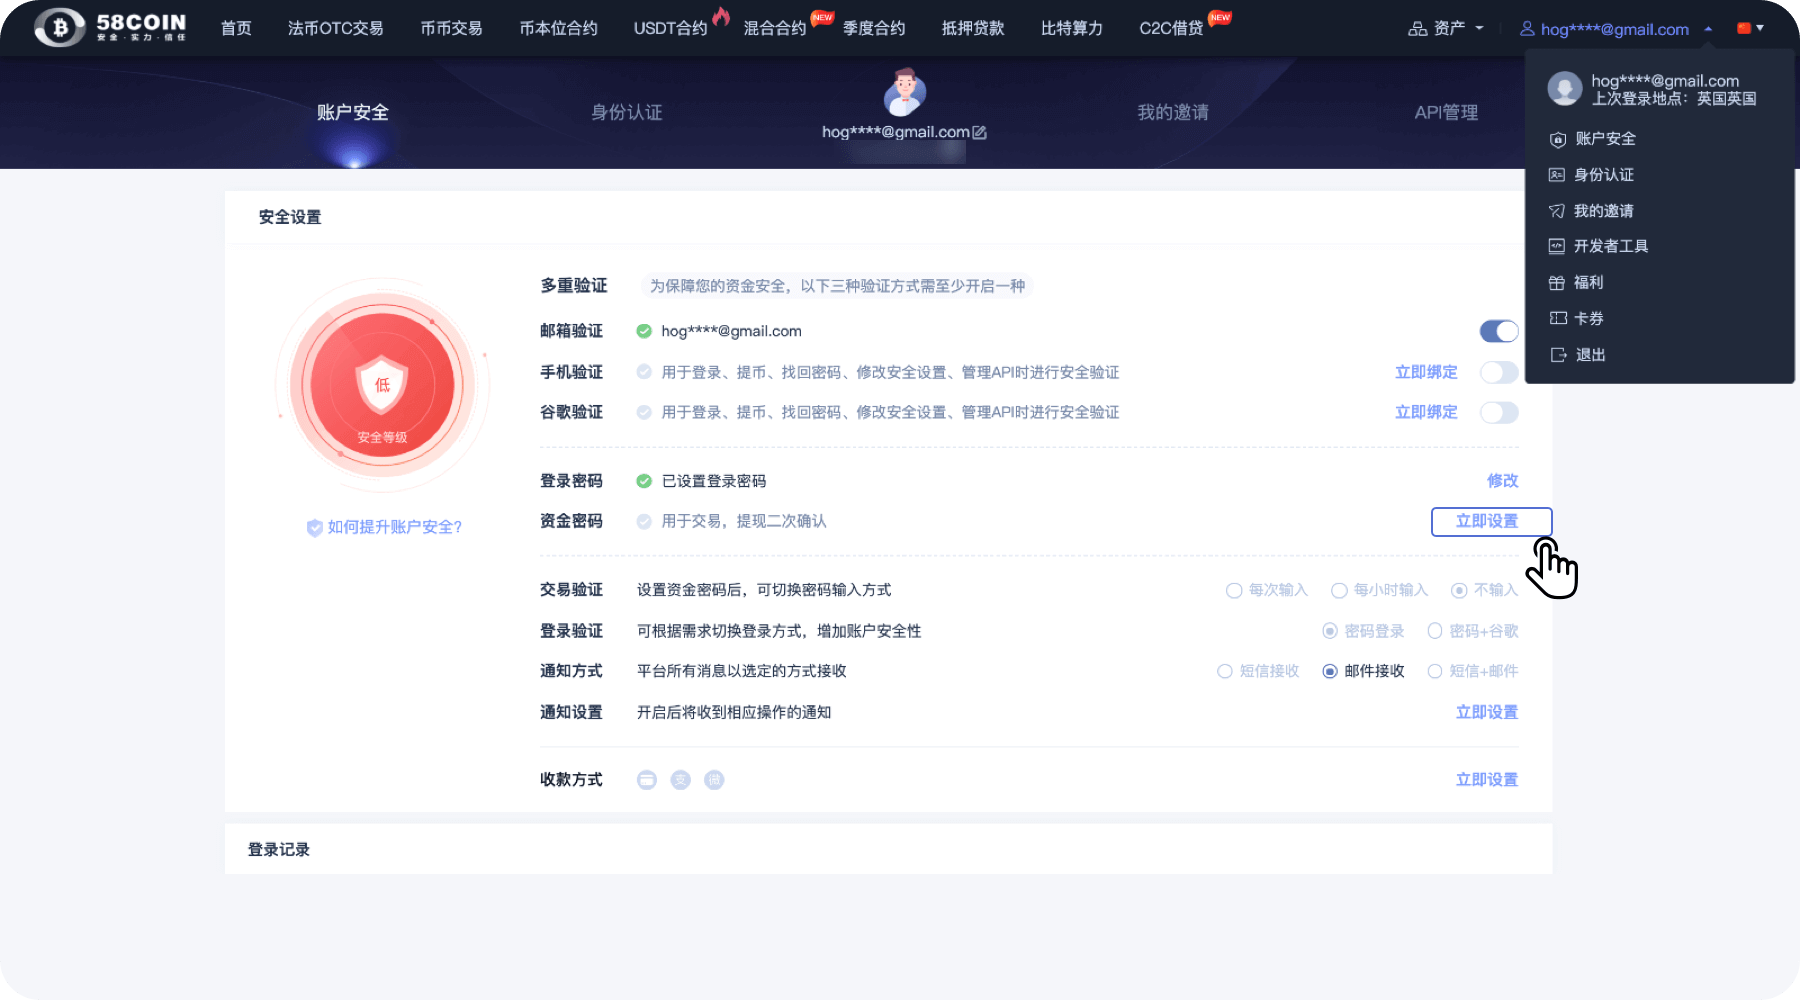 58COIN
安全·实力·信任
首页 法币OTC交易 币币交易 币本位合约 USDT合约 混合合约 NEW 季度合约 抵押贷款 比特算力 C2C借贷 NEW 资产 hog****@gmail.com
账户安全 身份认证 hog****@gmail.com 我的邀请 API管理
hog****@gmail.com
上次登录地点：英国英国
账户安全
身份认证
我的邀请
开发者工具
福利
卡券
退出
安全设置
低
安全等级
如何提升账户安全?
多重验证 为保障您的资金安全，以下三种验证方式需至少开启一种
邮箱验证 hog****@gmail.com
手机验证 用于登录、提币、找回密码、修改安全设置、管理API时进行安全验证 立即绑定
谷歌验证 用于登录、提币、找回密码、修改安全设置、管理API时进行安全验证 立即绑定
登录密码 已设置登录密码 修改
资金密码 用于交易，提现二次确认 立即设置
交易验证 设置资金密码后，可切换密码输入方式 每次输入 每小时输入 不输入
登录验证 可根据需求切换登录方式，增加账户安全性 密码登录 密码+谷歌
通知方式 平台所有消息以选定的方式接收 短信接收 邮件接收 短信+邮件
通知设置 开启后将收到相应操作的通知 立即设置
收款方式 支 微 立即设置
登录记录